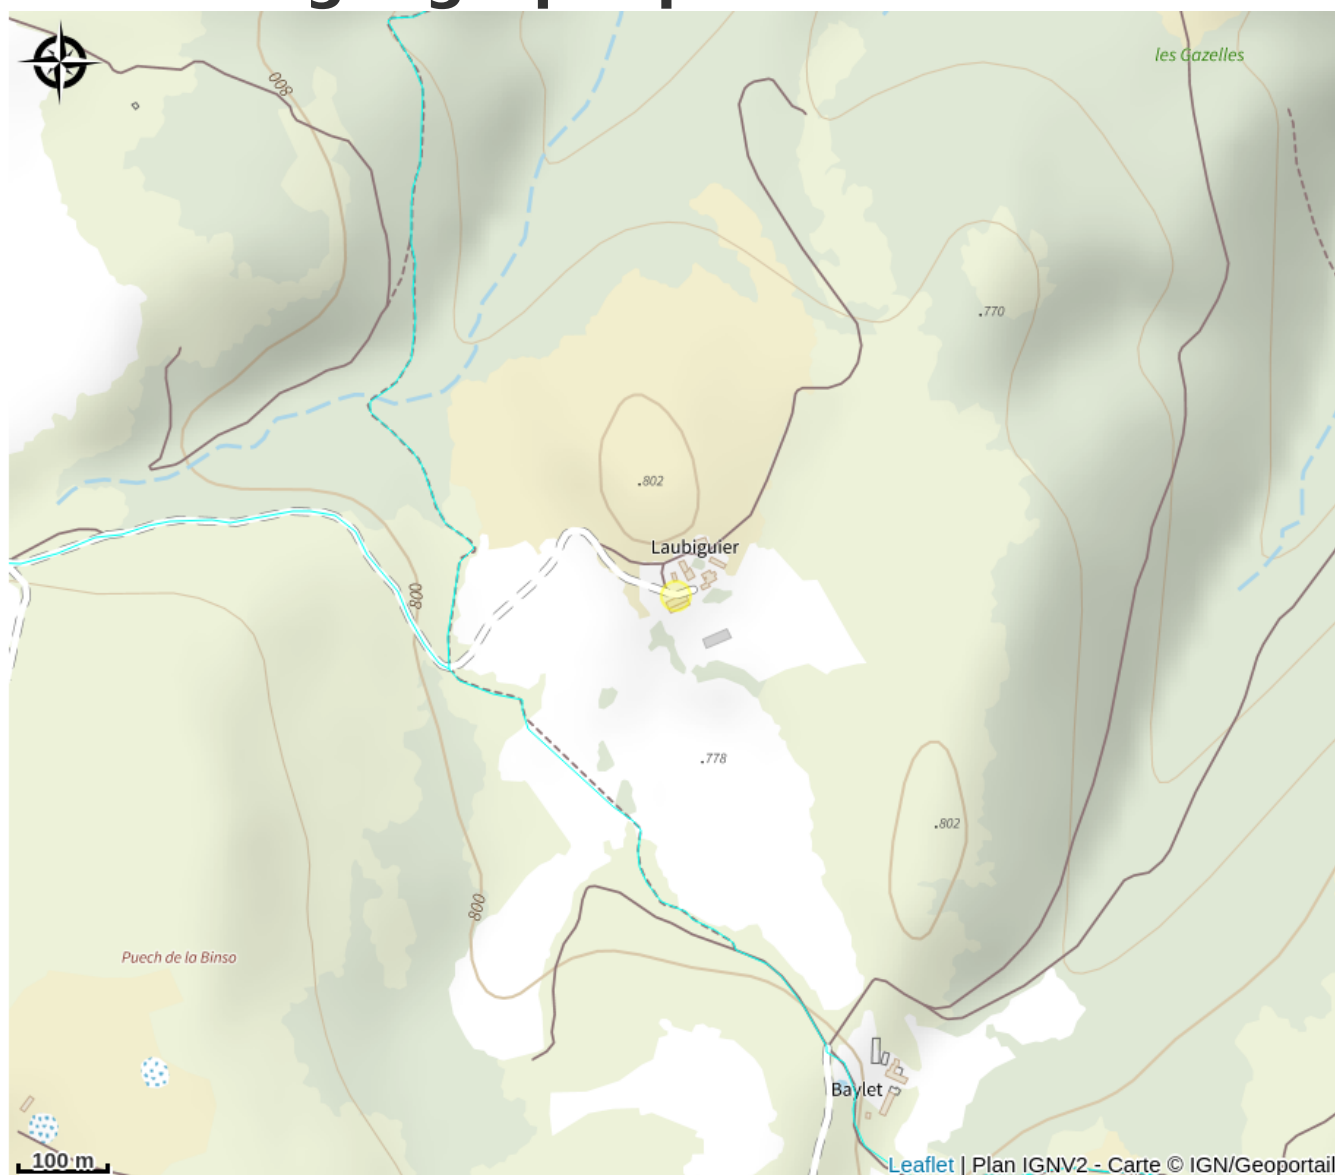 les Gazelles
800
.770
.802
Laubiguier
800
.778
.802
800
Puech de la Binso
Baylet
100 m
Leaflet | Plan IGNV2 - Carte © IGN/Geoportail